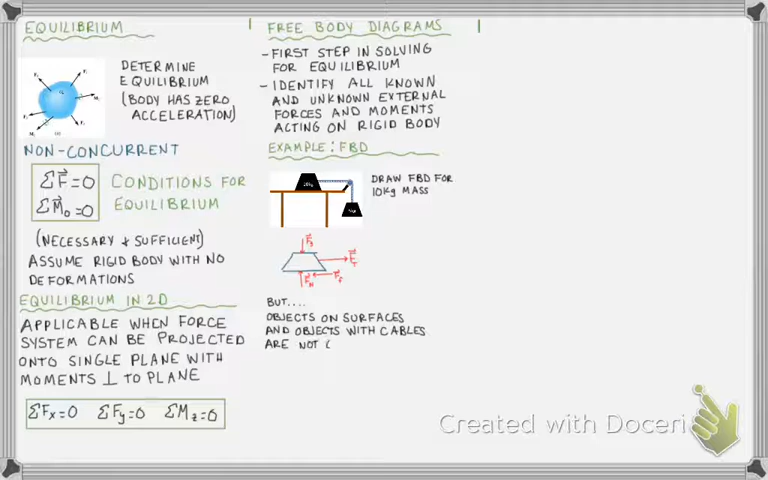 EQUILIBRIUM
DETERMINE
EQUILIBRIUM
(BODY HAS ZERO
ACCELERATION)
NON-CONCURRENT
ΣF⃗=0
ΣM⃗₀=0
CONDITIONS FOR
EQUILIBRIUM
(NECESSARY + SUFFICIENT)
ASSUME RIGID BODY WITH NO
DEFORMATIONS
EQUILIBRIUM IN 2D
APPLICABLE WHEN FORCE
SYSTEM CAN BE PROJECTED
ONTO SINGLE PLANE WITH
MOMENTS ⊥ TO PLANE
ΣFx=0 ΣFy=0 ΣMz=0
FREE BODY DIAGRAMS
- FIRST STEP IN SOLVING
FOR EQUILIBRIUM
- IDENTIFY ALL KNOWN
AND UNKNOWN EXTERNAL
FORCES AND MOMENTS
ACTING ON RIGID BODY
EXAMPLE: FBD
DRAW FBD FOR
10Kg MASS
BUT....
OBJECTS ON SURFACES
AND OBJECTS WITH CABLES
ARE NOT
Created with Doceri